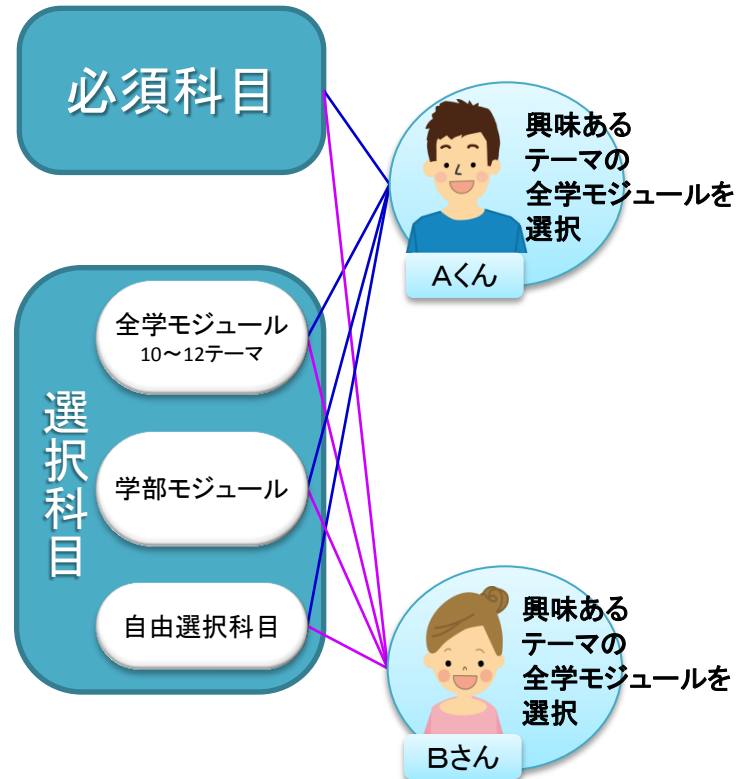 必須科目
興味ある
テーマの
全学モジュールを
選択
Aくん
選択科目
全学モジュール
10～12テーマ
学部モジュール
自由選択科目
興味ある
テーマの
全学モジュールを
選択
Bさん